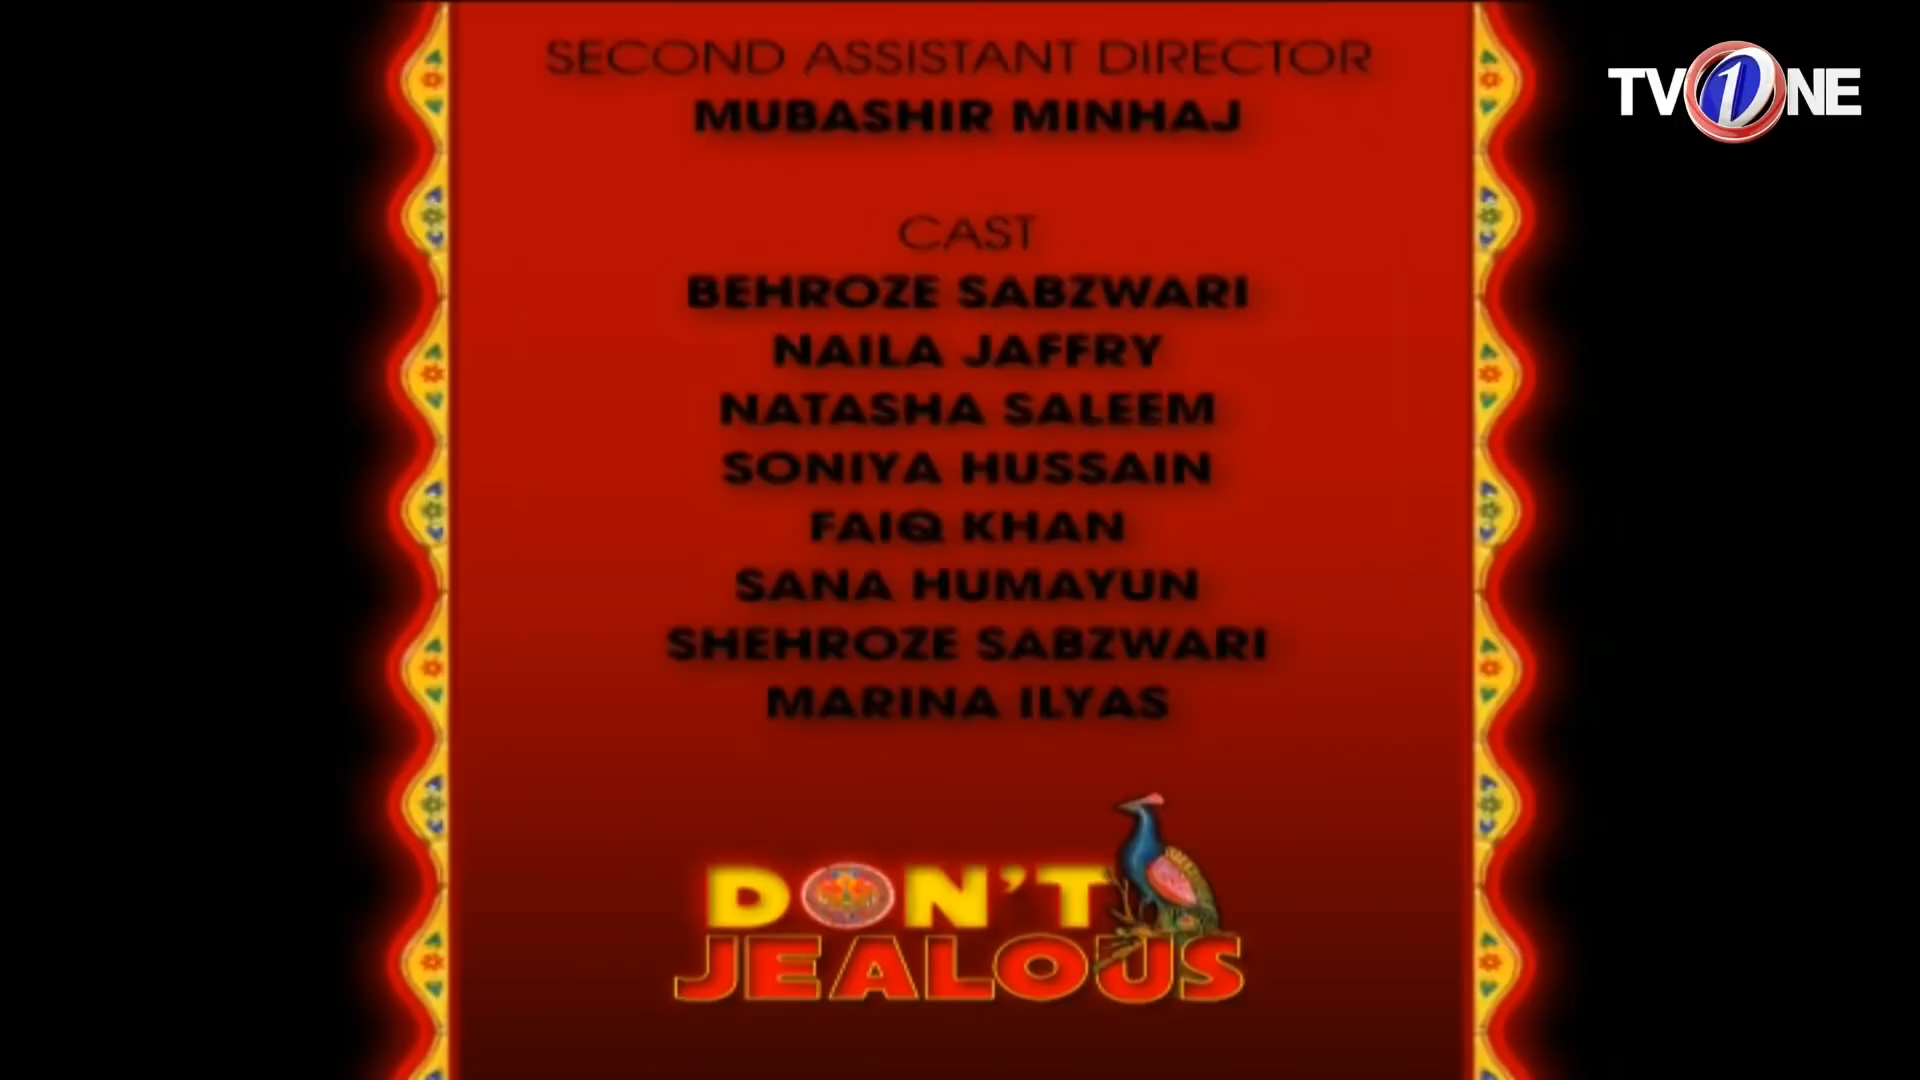 SECOND ASSISTANT DIRECTOR
MUBASHIR MINHAJ
TV1ONE
CAST
BEHROZE SABZWARI
NAILA JAFFRY
NATASHA SALEEM
SONIYA HUSSAIN
FAIQ KHAN
SANA HUMAYUN
SHEHROZE SABZWARI
MARINA ILYAS
DON'T
JEALOUS